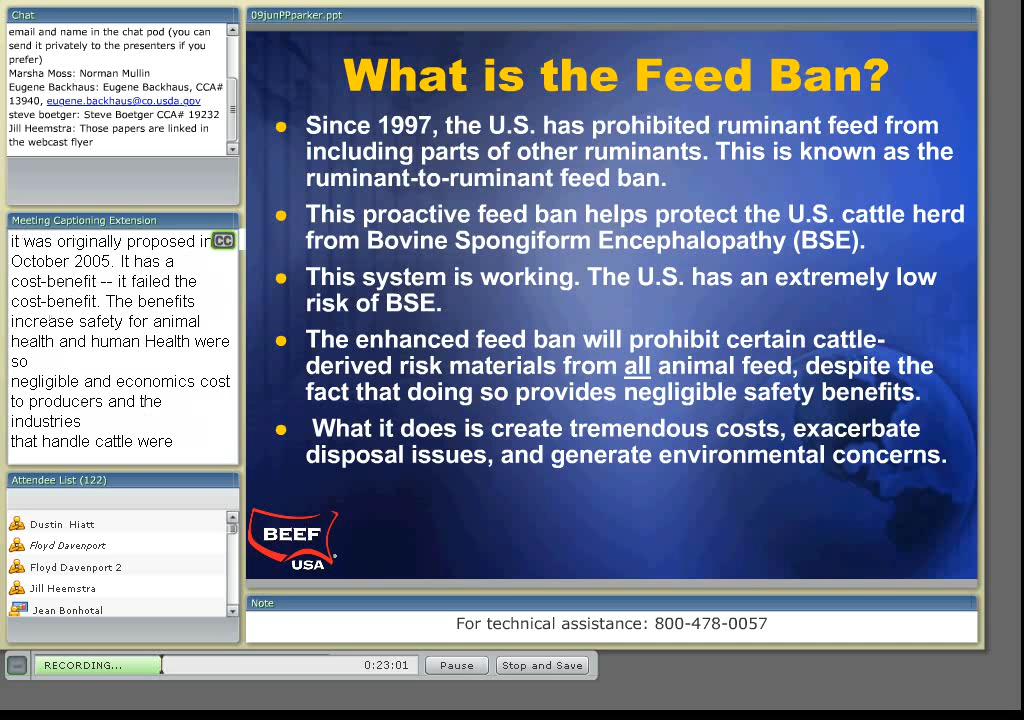 Chat
email and name in the chat pod (you can
send it privately to the presenters if you
prefer)
Marsha Moss: Norman Mullin
Eugene Backhaus: Eugene Backhaus, CCA#
13940, eugene.backhaus@co.usda.gov
steve boetger: Steve Boetger CCA# 19232
Jill Heemstra: Those papers are linked in
the webcast flyer
Meeting Captioning Extension
CC
it was originally proposed in
October 2005. It has a
cost-benefit -- it failed the
cost-benefit. The benefits
increase safety for animal
health and human Health were
so
negligible and economics cost
to producers and the
industries
that handle cattle were
Attendee List (122)
Dustin Hiatt
Floyd Davenport
Floyd Davenport 2
Jill Heemstra
Jean Bonhotal
09junPPparker.ppt
What is the Feed Ban?
• Since 1997, the U.S. has prohibited ruminant feed from
including parts of other ruminants. This is known as the
ruminant-to-ruminant feed ban.
• This proactive feed ban helps protect the U.S. cattle herd
from Bovine Spongiform Encephalopathy (BSE).
• This system is working. The U.S. has an extremely low
risk of BSE.
• The enhanced feed ban will prohibit certain cattle-
derived risk materials from all animal feed, despite the
fact that doing so provides negligible safety benefits.
• What it does is create tremendous costs, exacerbate
disposal issues, and generate environmental concerns.
BEEF
USA
Note
For technical assistance: 800-478-0057
RECORDING...
0:23:01
Pause
Stop and Save